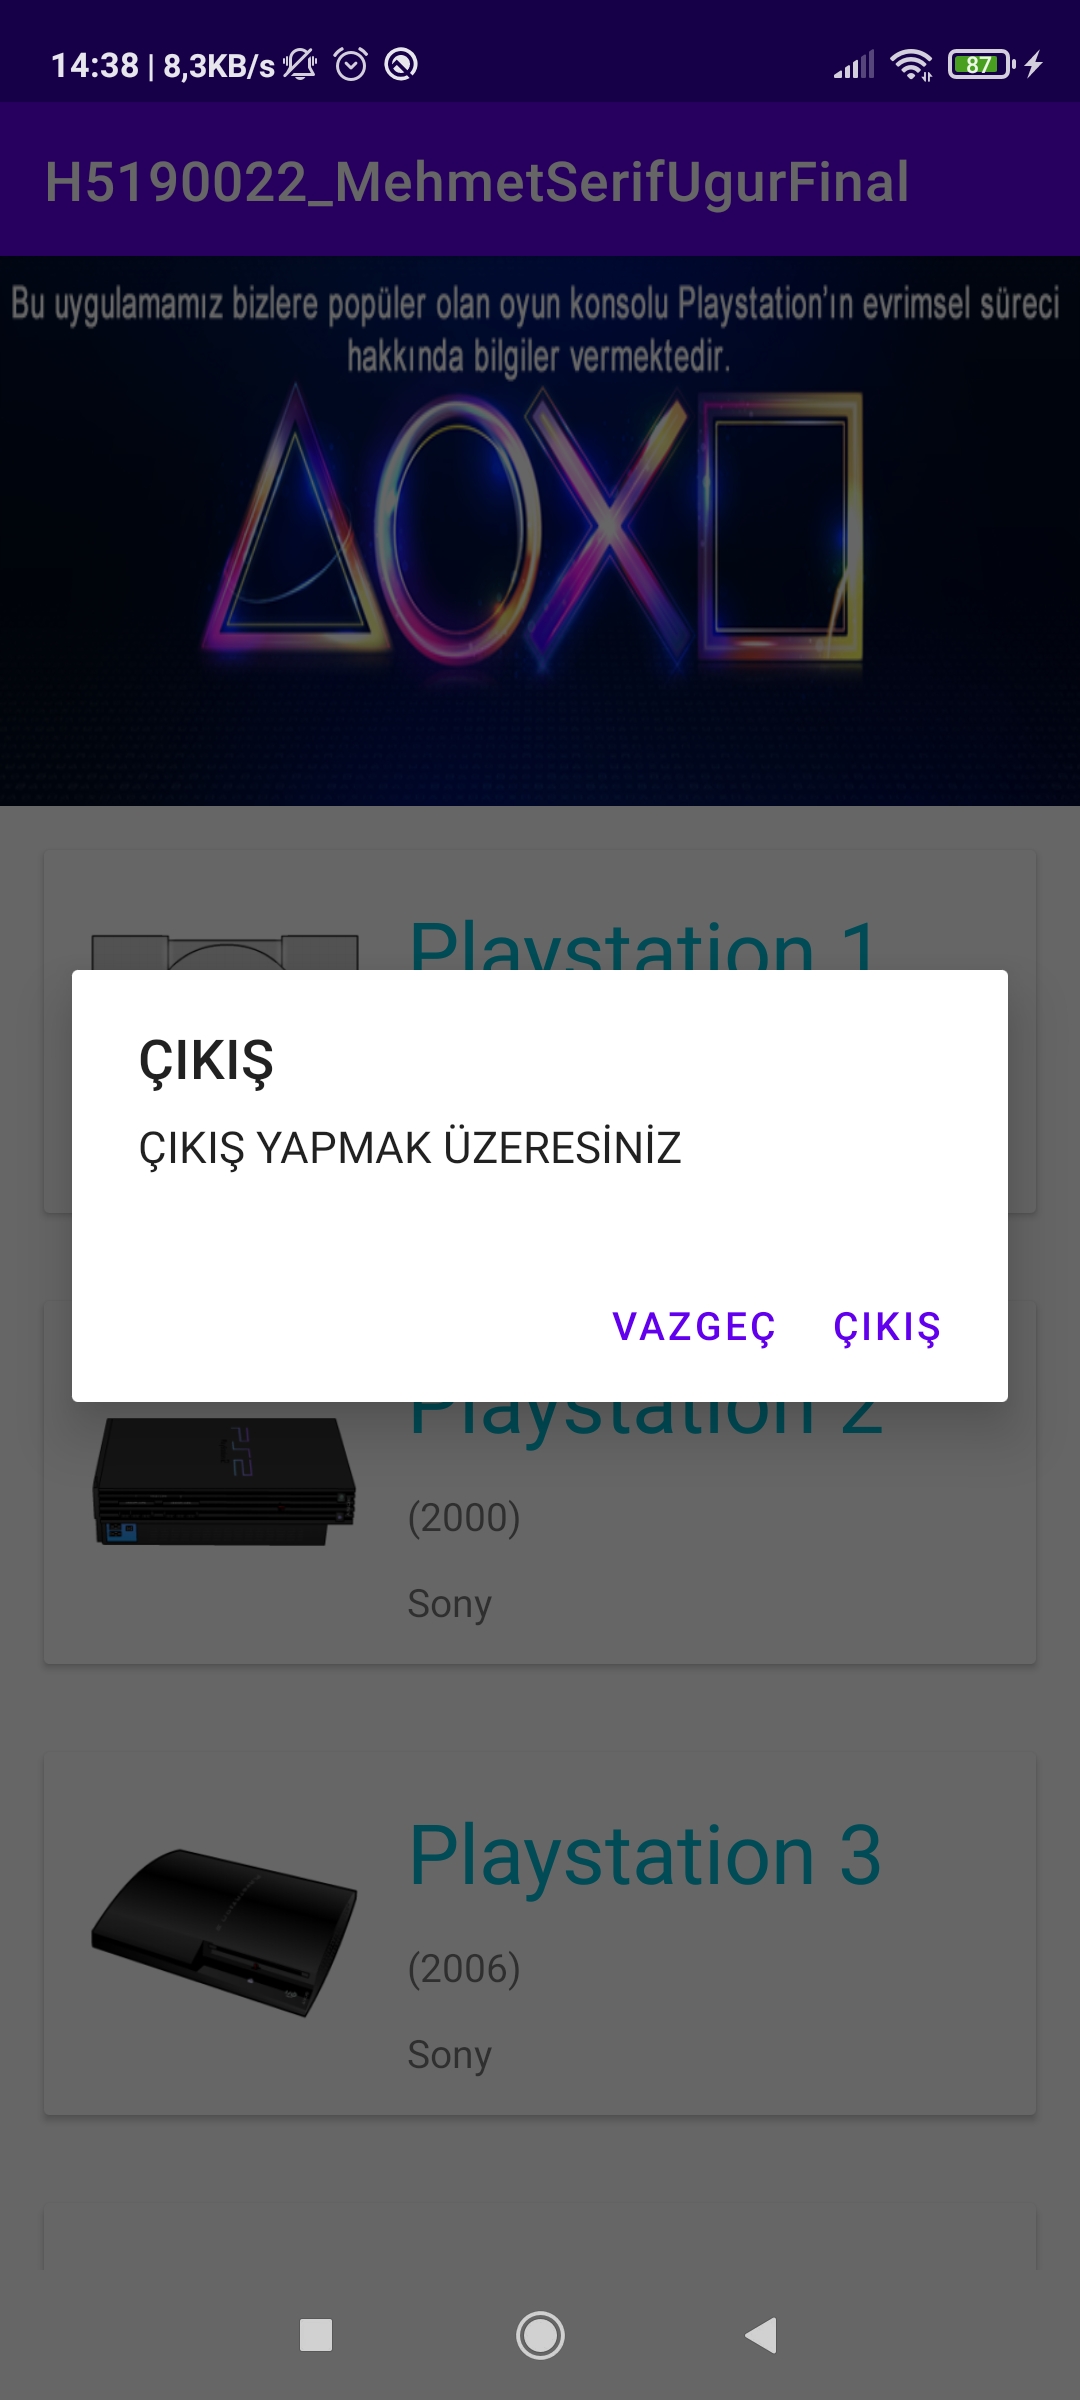 14:38 | 8,3KB/s
87
H5190022_MehmetSerifUgurFinal
Bu uygulamamız bizlere popüler olan oyun konsolu Playstation’ın evrimsel süreci
hakkında bilgiler vermektedir.
Playstation 1
ÇIKIŞ
ÇIKIŞ YAPMAK ÜZERESİNİZ
VAZGEÇ ÇIKIŞ
Playstation 2
PS2
(2000)
Sony
Playstation 3
(2006)
Sony